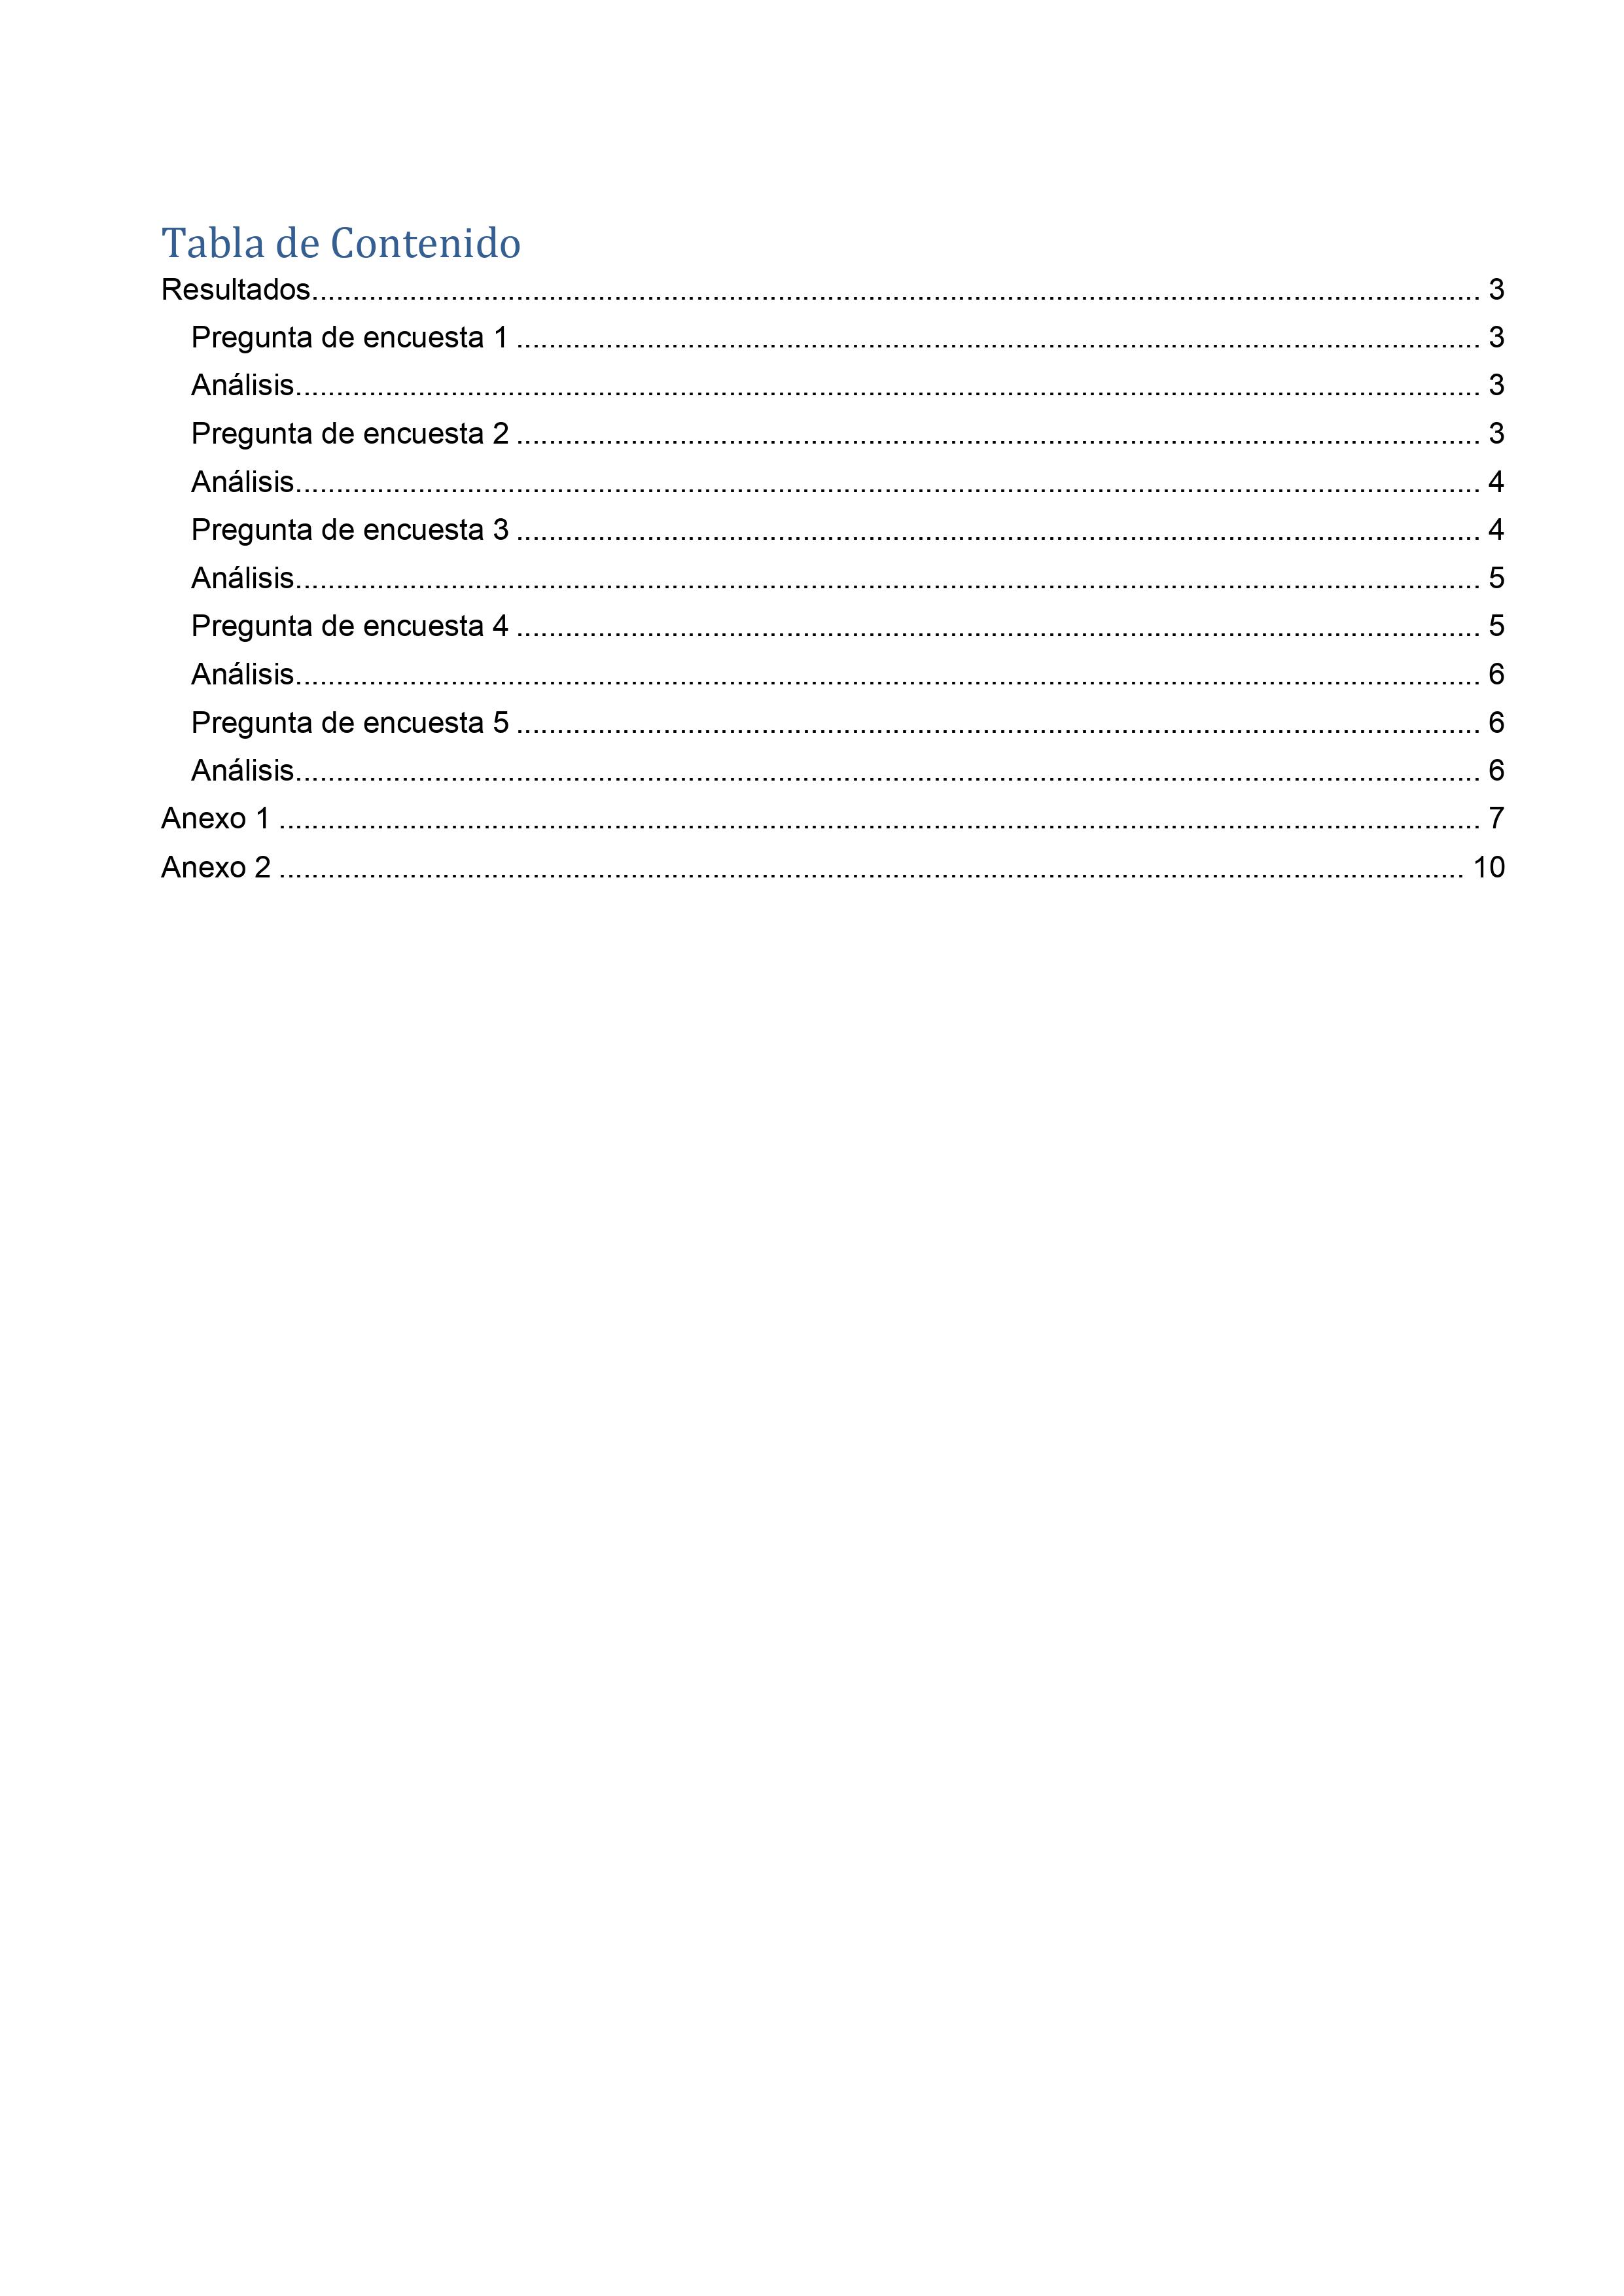 Tabla de Contenido
Resultados.......... 3
Pregunta de encuesta 1 .......... 3
Análisis.......... 3
Pregunta de encuesta 2 .......... 3
Análisis.......... 4
Pregunta de encuesta 3 .......... 4
Análisis.......... 5
Pregunta de encuesta 4 .......... 5
Análisis.......... 6
Pregunta de encuesta 5 .......... 6
Análisis.......... 6
Anexo 1 .......... 7
Anexo 2 .......... 10